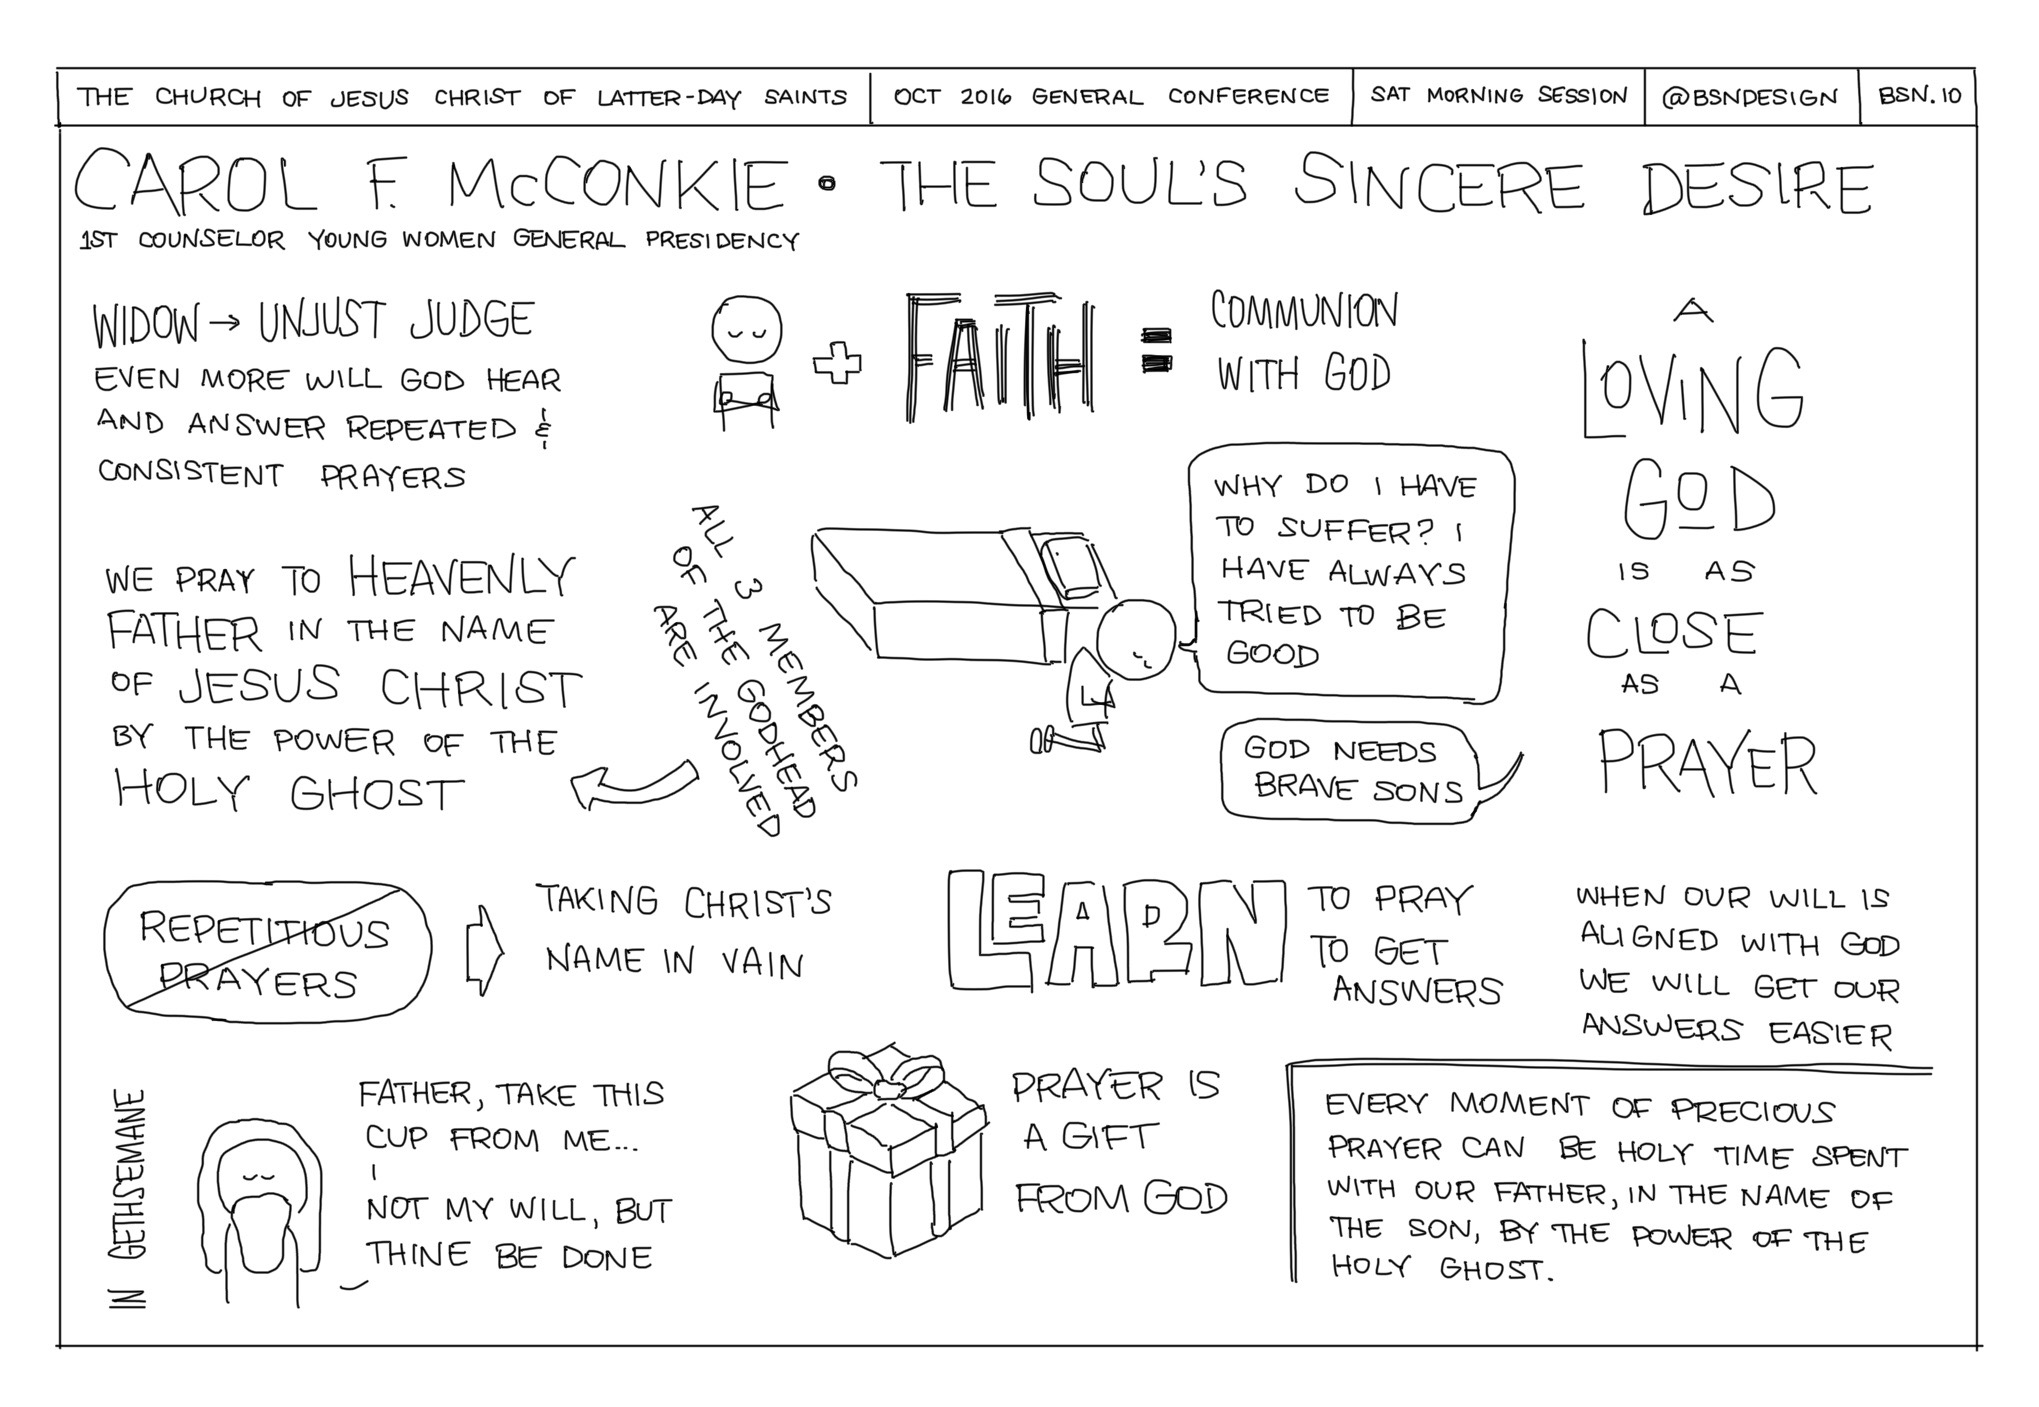 THE CHURCH OF JESUS CHRIST OF LATTER-DAY SAINTS
OCT 2016 GENERAL CONFERENCE
SAT MORNING SESSION
@BSNDESIGN
BSN.10
CAROL F. McCONKIE • THE SOUL'S SINCERE DESIRE
1ST COUNSELOR YOUNG WOMEN GENERAL PRESIDENCY
WIDOW → UNJUST JUDGE
EVEN MORE WILL GOD HEAR
AND ANSWER REPEATED &
CONSISTENT PRAYERS
+ FAITH =
COMMUNION
WITH GOD
A
LOVING
GOD
IS AS
CLOSE
AS A
PRAYER
WE PRAY TO HEAVENLY
FATHER IN THE NAME
OF JESUS CHRIST
BY THE POWER OF THE
HOLY GHOST
ALL 3 MEMBERS
OF THE GODHEAD
ARE INVOLVED
WHY DO I HAVE
TO SUFFER? I
HAVE ALWAYS
TRIED TO BE
GOOD
GOD NEEDS
BRAVE SONS
REPETITIOUS
PRAYERS
TAKING CHRIST'S
NAME IN VAIN
LEARN
TO PRAY
TO GET
ANSWERS
WHEN OUR WILL IS
ALIGNED WITH GOD
WE WILL GET OUR
ANSWERS EASIER
IN GETHSEMANE
FATHER, TAKE THIS
CUP FROM ME...
NOT MY WILL, BUT
THINE BE DONE
PRAYER IS
A GIFT
FROM GOD
EVERY MOMENT OF PRECIOUS
PRAYER CAN BE HOLY TIME SPENT
WITH OUR FATHER, IN THE NAME OF
THE SON, BY THE POWER OF THE
HOLY GHOST.